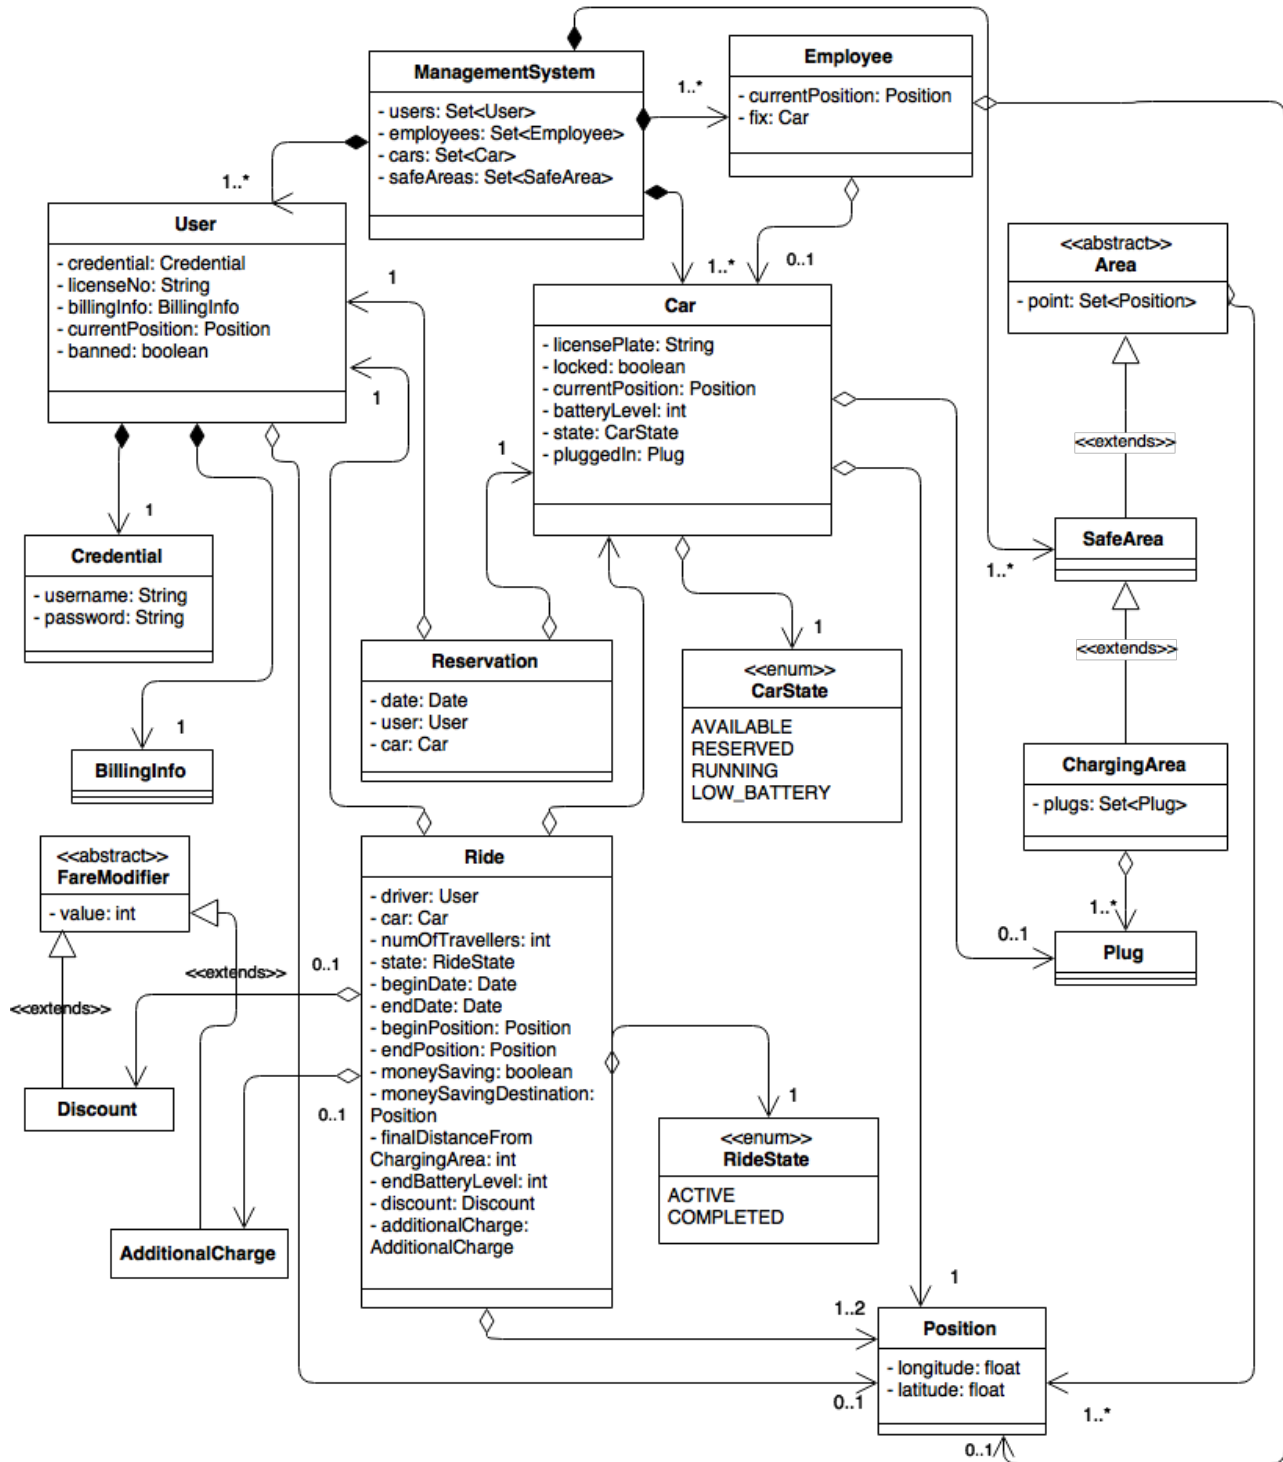 ManagementSystem
- users: Set<User>
- employees: Set<Employee>
- cars: Set<Car>
- safeAreas: Set<SafeArea>
1..*
Employee
- currentPosition: Position
- fix: Car
1..*
User
- credential: Credential
- licenseNo: String
- billingInfo: BillingInfo
- currentPosition: Position
- banned: boolean
1
1
1..*
0..1
Car
- licensePlate: String
- locked: boolean
- currentPosition: Position
- batteryLevel: int
- state: CarState
- pluggedIn: Plug
<<abstract>>
Area
- point: Set<Position>
<<extends>>
1
1
Credential
- username: String
- password: String
SafeArea
1..*
<<extends>>
1
BillingInfo
Reservation
- date: Date
- user: User
- car: Car
1
<<enum>>
CarState
AVAILABLE
RESERVED
RUNNING
LOW_BATTERY
ChargingArea
- plugs: Set<Plug>
1..*
0..1
Plug
<<abstract>>
FareModifier
- value: int
<<extends>>
<<extends>>
0..1
0..1
Discount
AdditionalCharge
Ride
- driver: User
- car: Car
- numOfTravellers: int
- state: RideState
- beginDate: Date
- endDate: Date
- beginPosition: Position
- endPosition: Position
- moneySaving: boolean
- moneySavingDestination:
Position
- finalDistanceFrom
ChargingArea: int
- endBatteryLevel: int
- discount: Discount
- additionalCharge:
AdditionalCharge
1
<<enum>>
RideState
ACTIVE
COMPLETED
1
1..2
Position
- longitude: float
- latitude: float
0..1
1..*
0..1